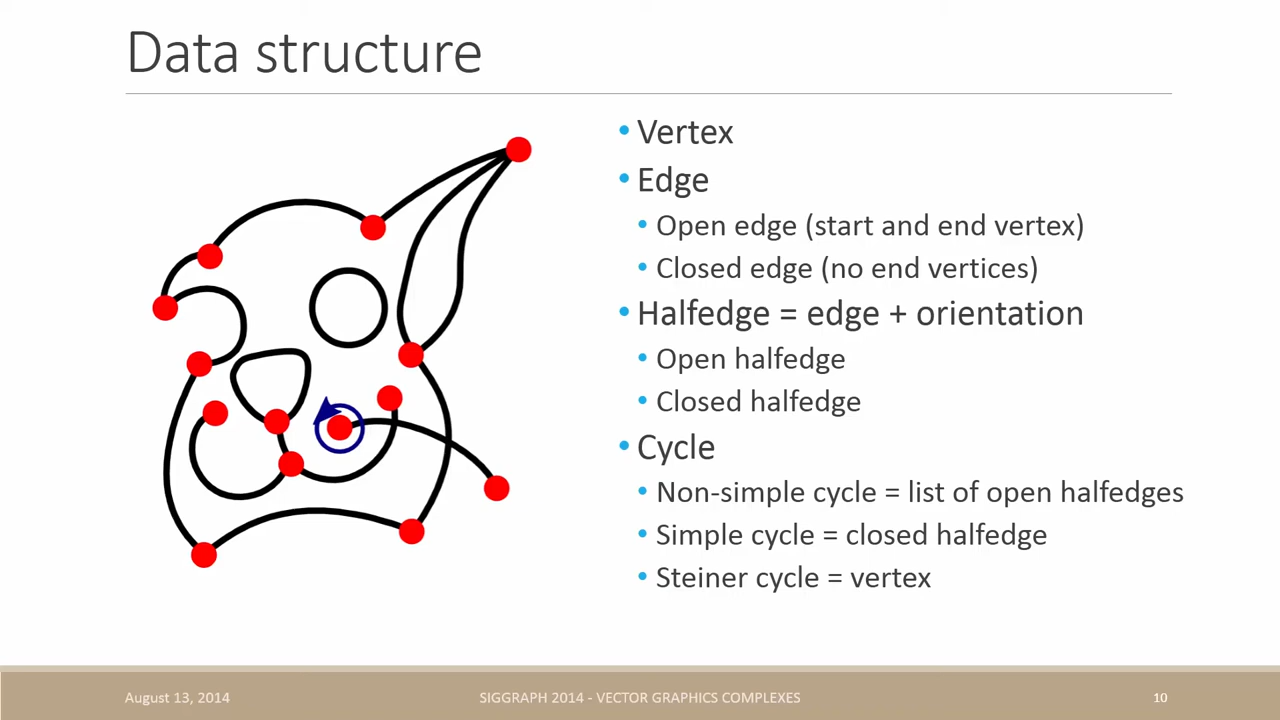 Data structure
• Vertex
• Edge
• Open edge (start and end vertex)
• Closed edge (no end vertices)
• Halfedge = edge + orientation
• Open halfedge
• Closed halfedge
• Cycle
• Non-simple cycle = list of open halfedges
• Simple cycle = closed halfedge
• Steiner cycle = vertex
August 13, 2014
SIGGRAPH 2014 - VECTOR GRAPHICS COMPLEXES
10